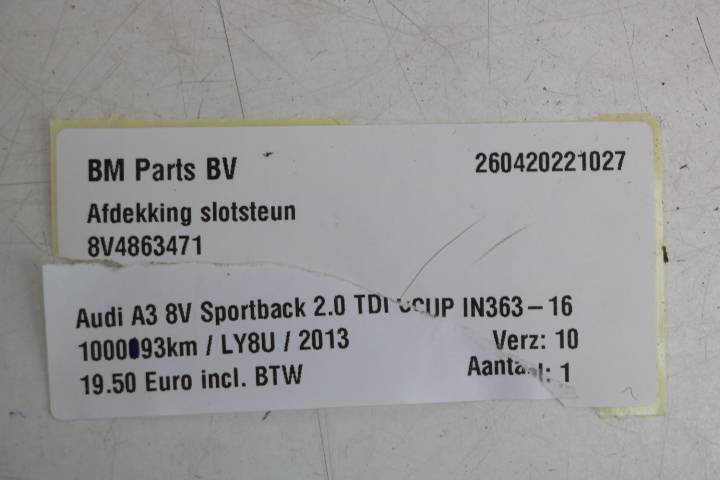 BM Parts BV 260420221027
Afdekking slotsteun
8V4863471
Audi A3 8V Sportback 2.0 TDI IN363-16
km / LY8U / 2013 Verz: 10
19.50 Euro incl. BTW Aantal: 1